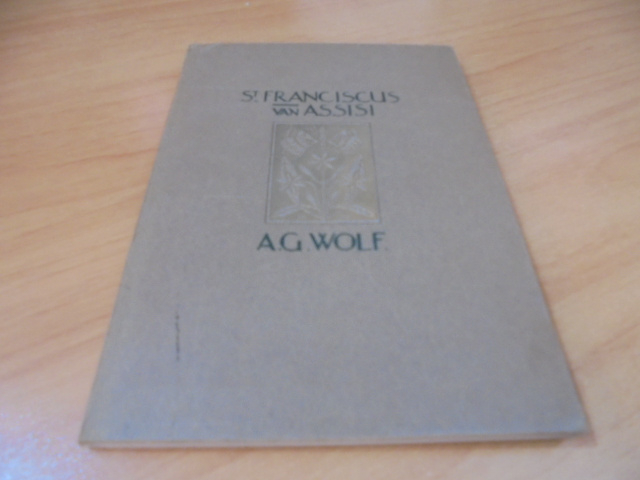 St. FRANCISCUS
VAN ASSISI
A.G. WOLF.